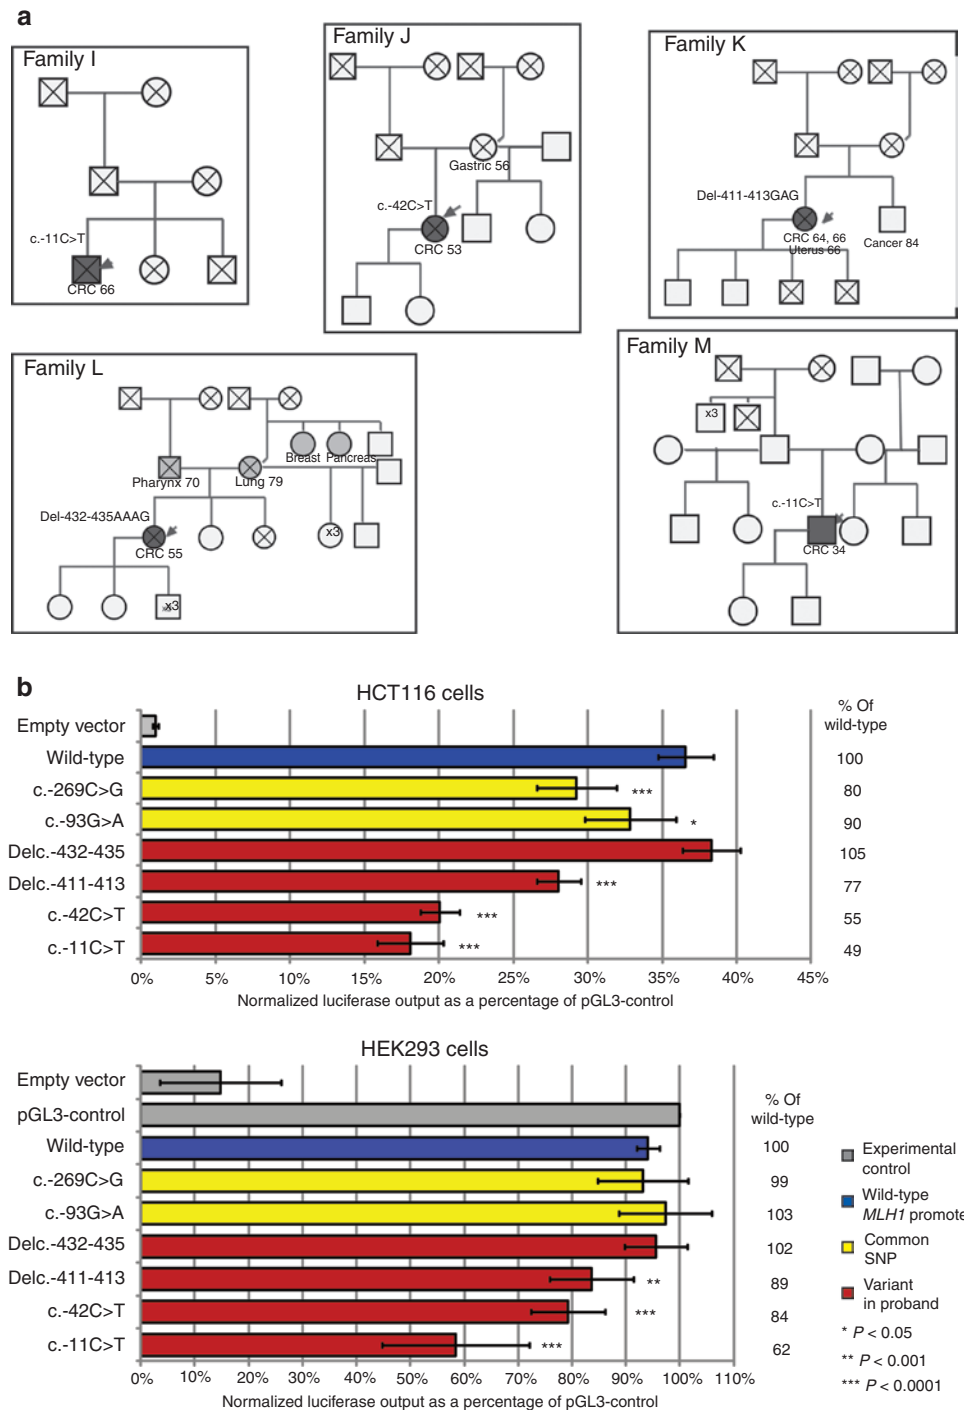 a
Family I
c.-11C>T
CRC 66
Family J
Gastric 56
c.-42C>T
CRC 53
Family K
Del-411-413GAG
CRC 64, 66
Uterus 66
Cancer 84
Family L
Breast Pancreas
Pharynx 70
Lung 79
Del-432-435AAAG
CRC 55
x3
x3
Family M
x3
c.-11C>T
CRC 34
b
HCT116 cells
% Of
wild-type
Empty vector
Wild-type
100
c.-269C>G
***
80
c.-93G>A
*
90
Delc.-432-435
105
Delc.-411-413
***
77
c.-42C>T
***
55
c.-11C>T
***
49
0% 5% 10% 15% 20% 25% 30% 35% 40% 45%
Normalized luciferase output as a percentage of pGL3-control
HEK293 cells
% Of
wild-type
Empty vector
pGL3-control
Wild-type
100
c.-269C>G
99
c.-93G>A
103
Delc.-432-435
102
Delc.-411-413
**
89
c.-42C>T
***
84
c.-11C>T
***
62
0% 10% 20% 30% 40% 50% 60% 70% 80% 90% 100% 110%
Normalized luciferase output as a percentage of pGL3-control
Experimental
control
Wild-type
MLH1 promote
Common
SNP
Variant
in proband
* P < 0.05
** P < 0.001
*** P < 0.0001